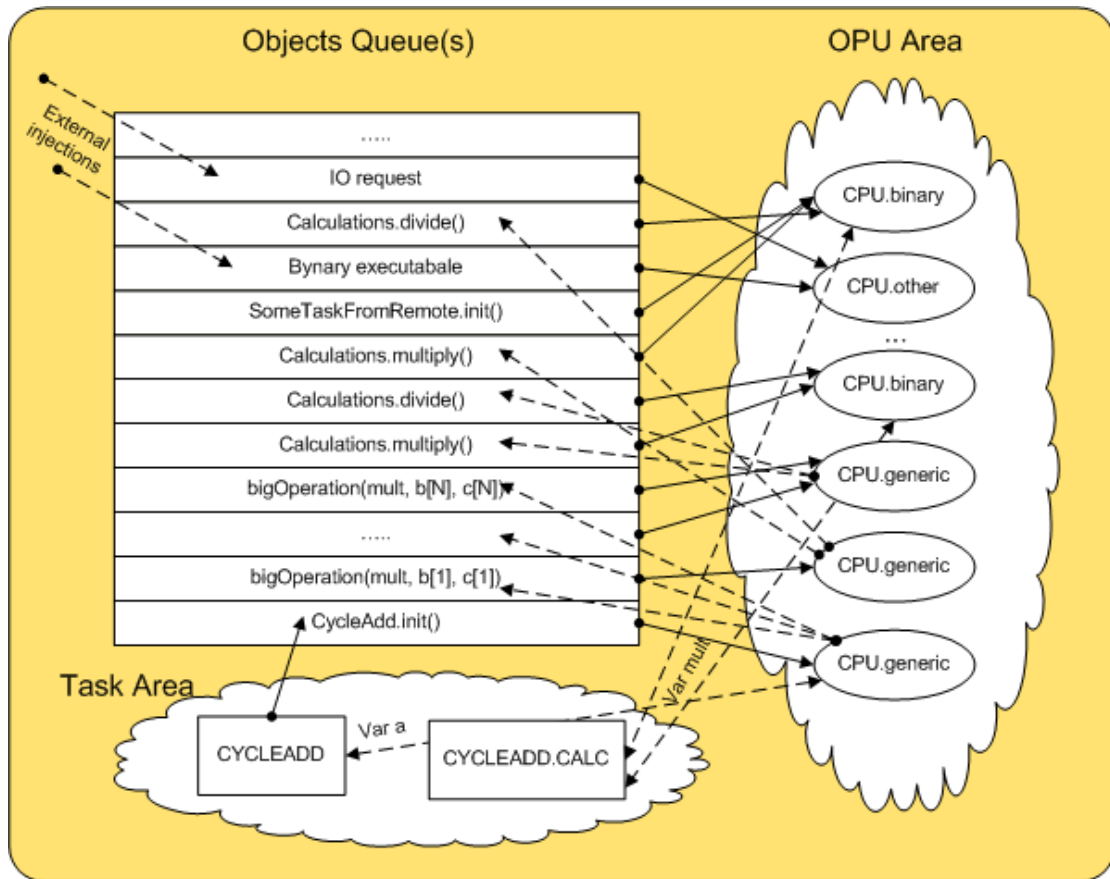 Objects Queue(s)
OPU Area
External
injections
.....
IO request
Calculations.divide()
Bynary executabale
SomeTaskFromRemote.init()
Calculations.multiply()
Calculations.divide()
Calculations.multiply()
bigOperation(mult, b[N], c[N])
.....
bigOperation(mult, b[1], c[1])
CycleAdd.init()
CPU.binary
CPU.other
...
CPU.binary
CPU.generic
CPU.generic
CPU.generic
Task Area
CYCLEADD
Var a
CYCLEADD.CALC
Var mult